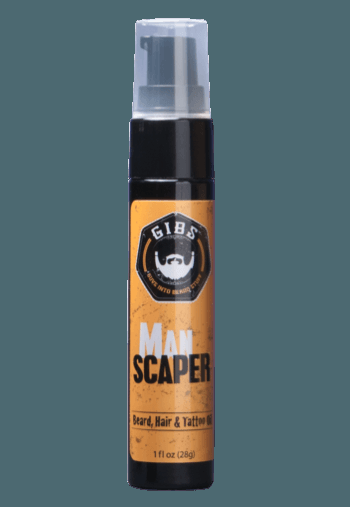 GIBS
Man
SCAPER
Beard, Hair & Tattoo Oil
1 fl oz (28g)